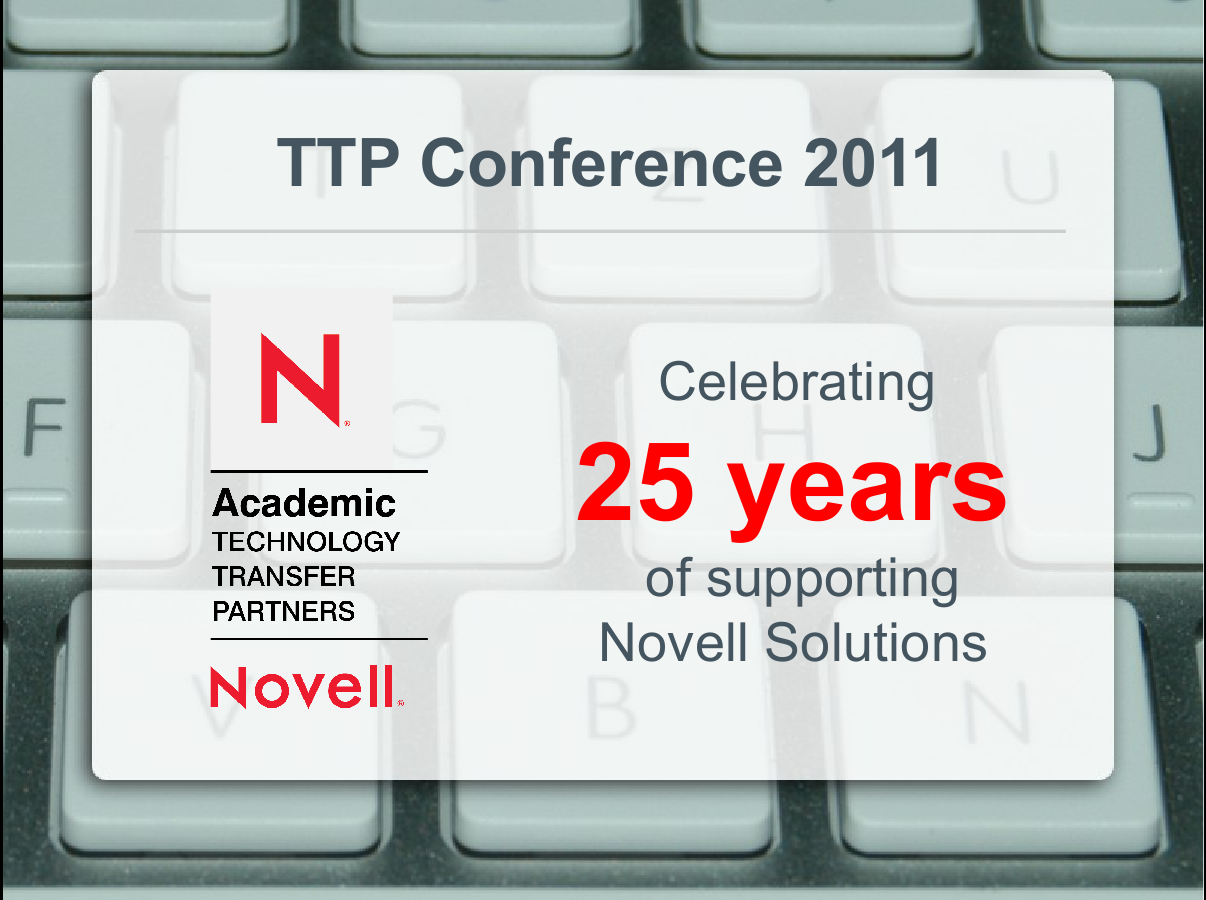 TTP Conference 2011
N
Academic
TECHNOLOGY
TRANSFER
PARTNERS
Novell
Celebrating
25 years
of supporting
Novell Solutions
T
Z
U
F
G
H
J
V
B
N